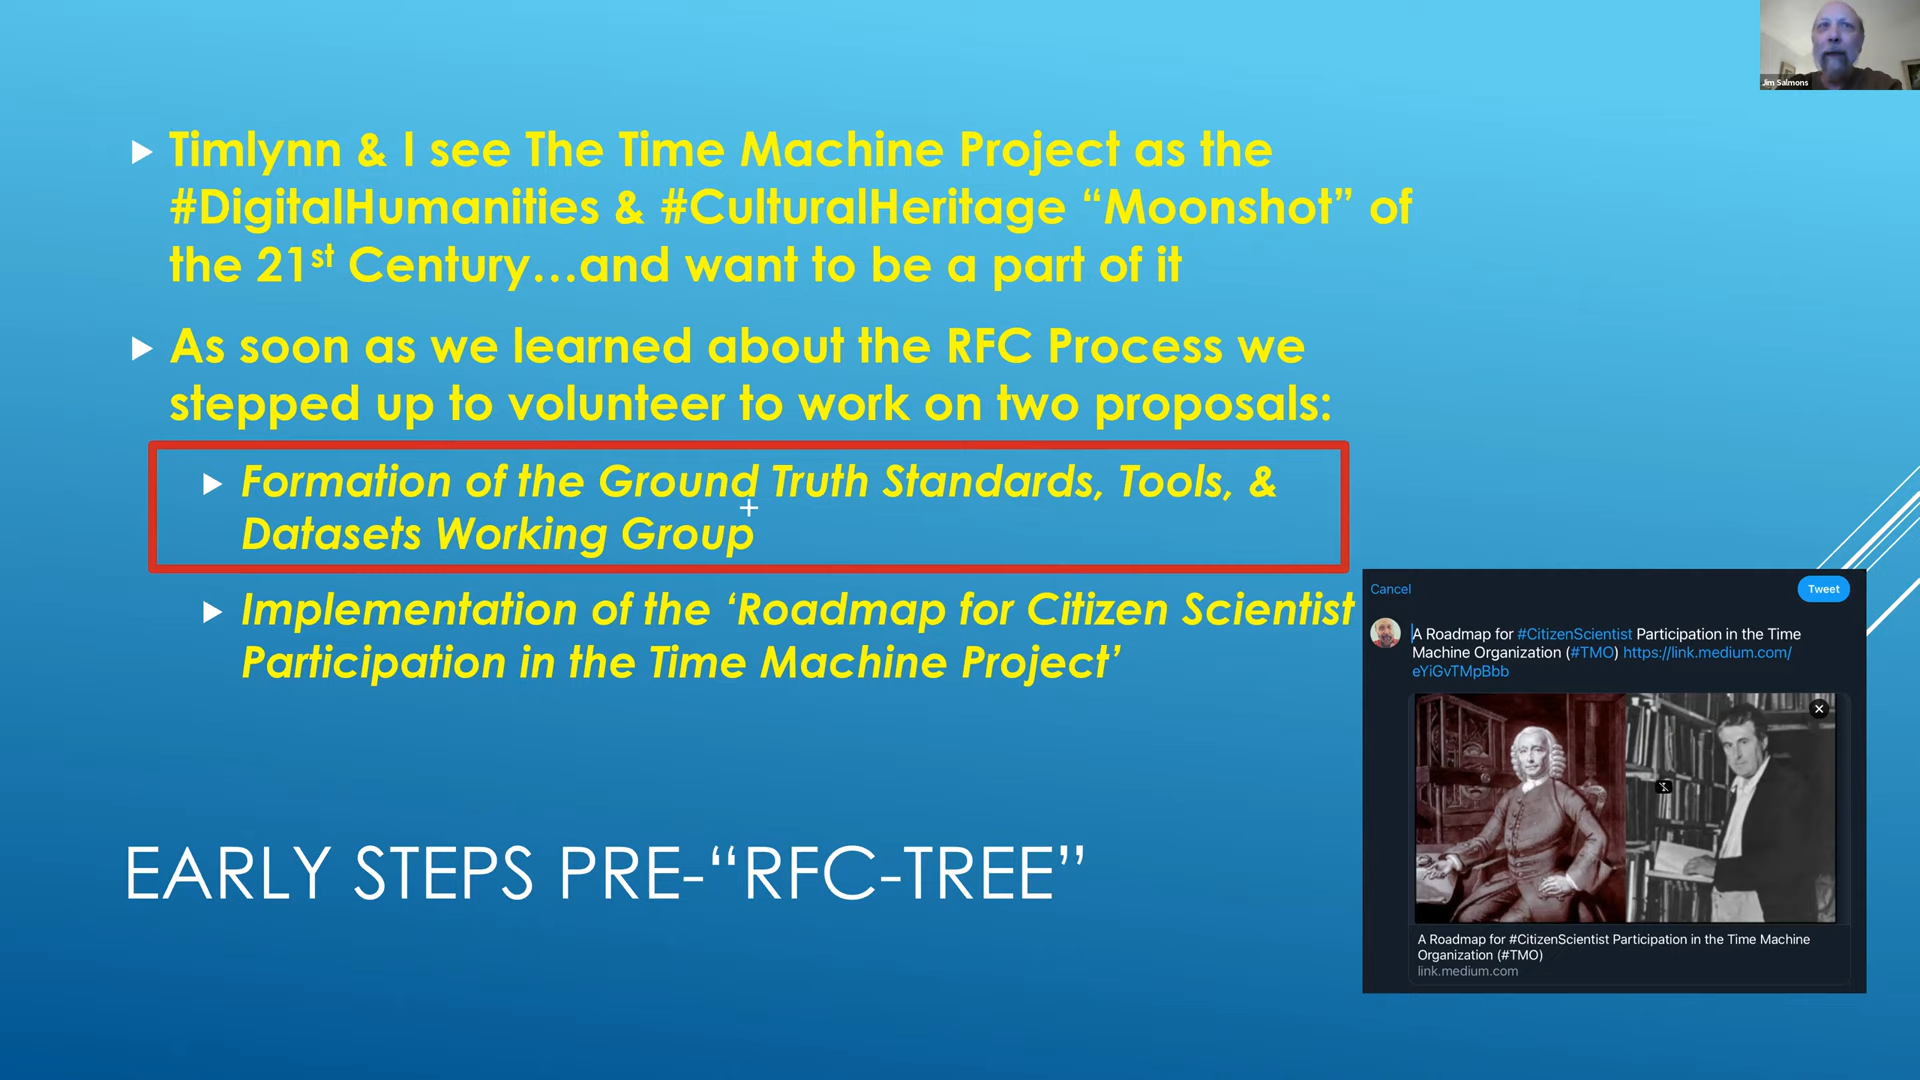 Jim Salmons
Timlynn & I see The Time Machine Project as the
#DigitalHumanities & #CulturalHeritage “Moonshot” of
the 21st Century…and want to be a part of it
As soon as we learned about the RFC Process we
stepped up to volunteer to work on two proposals:
Formation of the Ground Truth Standards, Tools, &
Datasets Working Group
Implementation of the ‘Roadmap for Citizen Scientist
Participation in the Time Machine Project’
EARLY STEPS PRE-“RFC-TREE”
Cancel
Tweet
A Roadmap for #CitizenScientist Participation in the Time
Machine Organization (#TMO) https://link.medium.com/
eYiGvTMpBbb
A Roadmap for #CitizenScientist Participation in the Time Machine
Organization (#TMO)
link.medium.com